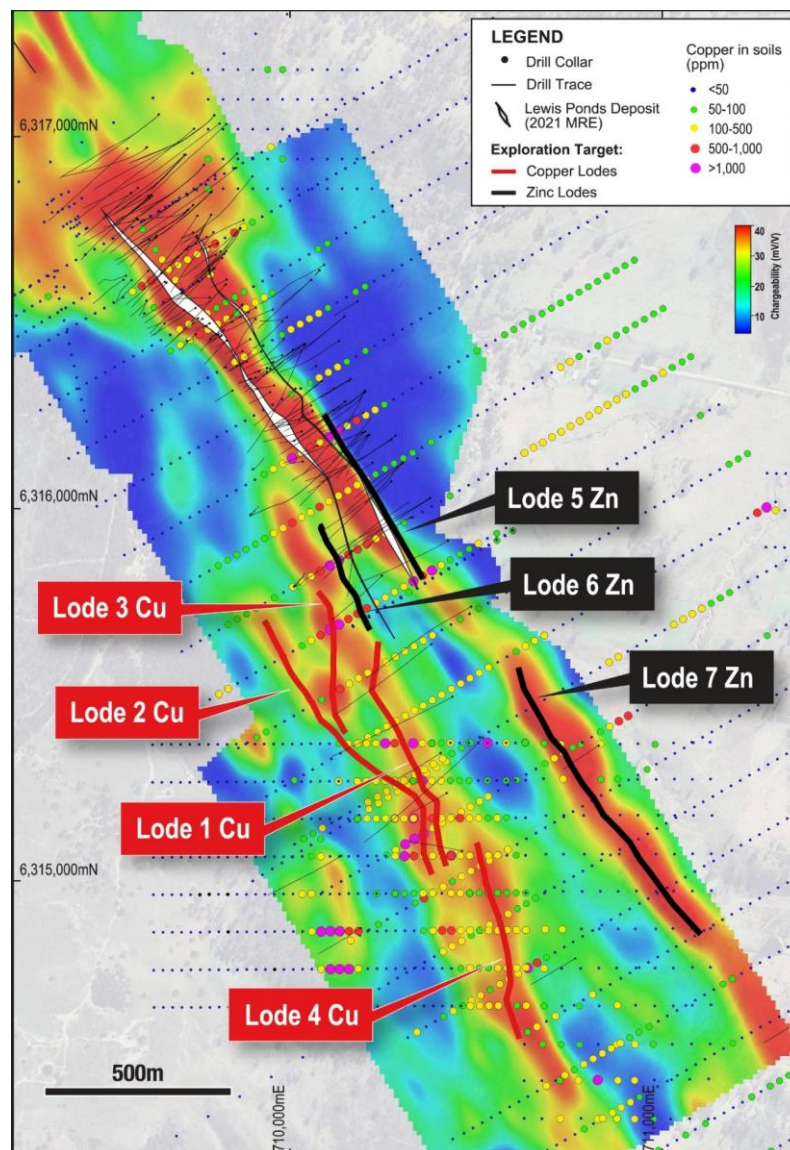 LEGEND
Drill Collar
Drill Trace
Lewis Ponds Deposit
(2021 MRE)
Exploration Target:
Copper Lodes
Zinc Lodes
Copper in soils
(ppm)
<50
50-100
100-500
500-1,000
>1,000
6,317,000mN
40
30
20
10
Chargeability (mV/V)
6,316,000mN
Lode 5 Zn
Lode 3 Cu
Lode 6 Zn
Lode 7 Zn
Lode 2 Cu
Lode 1 Cu
6,315,000mN
Lode 4 Cu
500m
710,000mE
711,000mE